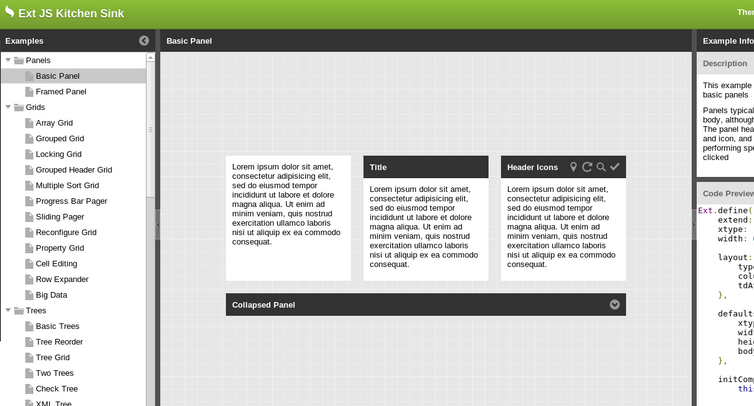 Ext JS Kitchen Sink
Examples
Panels
Basic Panel
Framed Panel
Grids
Array Grid
Grouped Grid
Locking Grid
Grouped Header Grid
Multiple Sort Grid
Progress Bar Pager
Sliding Pager
Reconfigure Grid
Property Grid
Cell Editing
Row Expander
Big Data
Trees
Basic Trees
Tree Reorder
Tree Grid
Two Trees
Check Tree
XML Tree
Basic Panel
Lorem ipsum dolor sit amet,
consectetur adipisicing elit,
sed do eiusmod tempor
incididunt ut labore et dolore
magna aliqua. Ut enim ad
minim veniam, quis nostrud
exercitation ullamco laboris
nisi ut aliquip ex ea commodo
consequat.
Title
Lorem ipsum dolor sit amet,
consectetur adipisicing elit,
sed do eiusmod tempor
incididunt ut labore et dolore
magna aliqua. Ut enim ad
minim veniam, quis nostrud
exercitation ullamco laboris
nisi ut aliquip ex ea commodo
consequat.
Header Icons
Lorem ipsum dolor sit amet,
consectetur adipisicing elit,
sed do eiusmod tempor
incididunt ut labore et dolore
magna aliqua. Ut enim ad
minim veniam, quis nostrud
exercitation ullamco laboris
nisi ut aliquip ex ea commodo
consequat.
Collapsed Panel
Example Info
Description
This example
basic panels
Panels typical
body, although
The panel hea
and icon, and
performing spe
clicked
Code Preview
Ext.define(
extend:
xtype:
width:
layout:
type
colu
tdA
},
default
xty
wid
hei
bod
},
initComp
thi